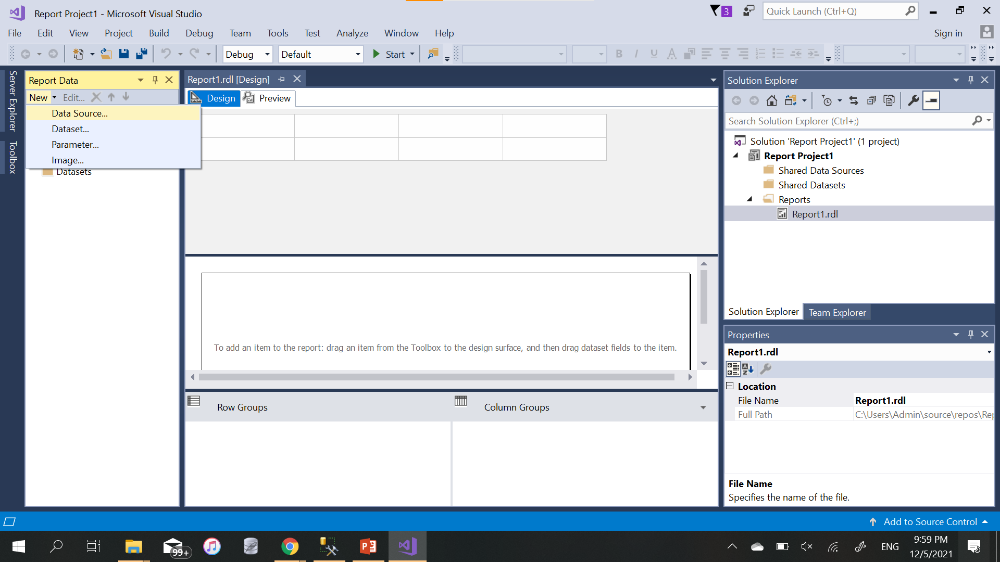 Report Project1 - Microsoft Visual Studio
3
Quick Launch (Ctrl+Q)
File Edit View Project Build Debug Team Tools Test Analyze Window Help
Sign in
Debug Default Start
B I U A
Server Explorer
Toolbox
Report Data
New Edit...
Data Source...
Dataset...
Parameter...
Image...
Datasets
Report1.rdl [Design]
Design Preview
To add an item to the report: drag an item from the Toolbox to the design surface, and then drag dataset fields to the item.
Row Groups
Column Groups
Solution Explorer
Search Solution Explorer (Ctrl+;)
Solution 'Report Project1' (1 project)
Report Project1
Shared Data Sources
Shared Datasets
Reports
Report1.rdl
Solution Explorer Team Explorer
Properties
Report1.rdl
Location
File Name Report1.rdl
Full Path C:\Users\Admin\source\repos\Rep
File Name
Specifies the name of the file.
Add to Source Control
99+
ENG
9:59 PM
12/5/2021